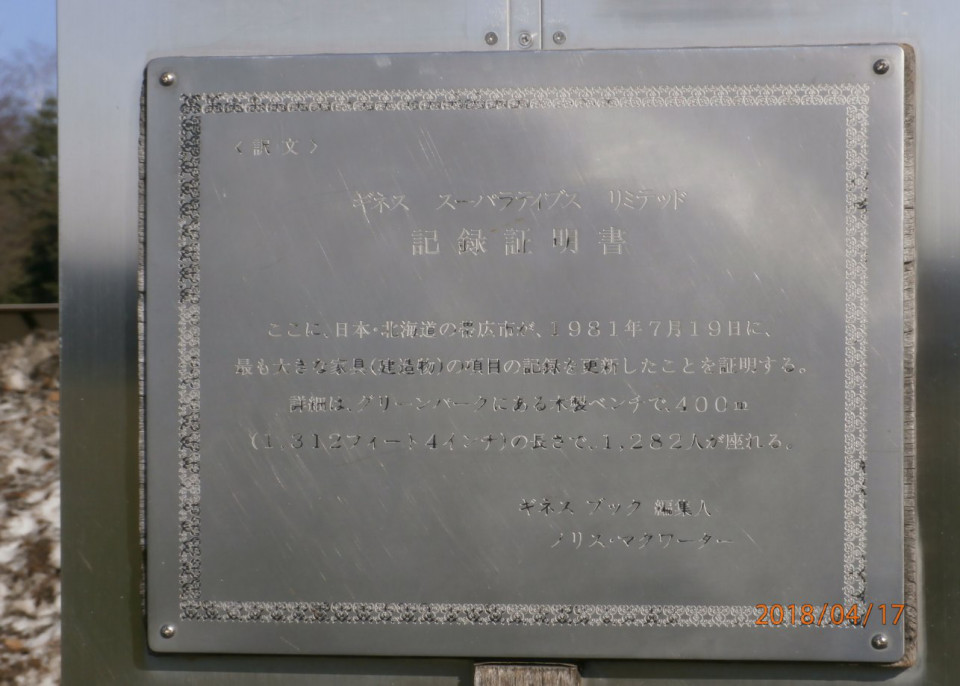 〈訳文〉
ギネス スーパラティブス リミテッド
記録証明書
ここに、日本・北海道の帯広市が、1981年7月19日に、
最も大きな家具(建造物)の項目の記録を更新したことを証明する。
詳細は、グリーンパークにある木製ベンチで、400m
(1,312フィート4インチ)の長さで、1,282人が座れる。
ギネス ブック 編集人
ノリス・マクワーター
2018/04/17